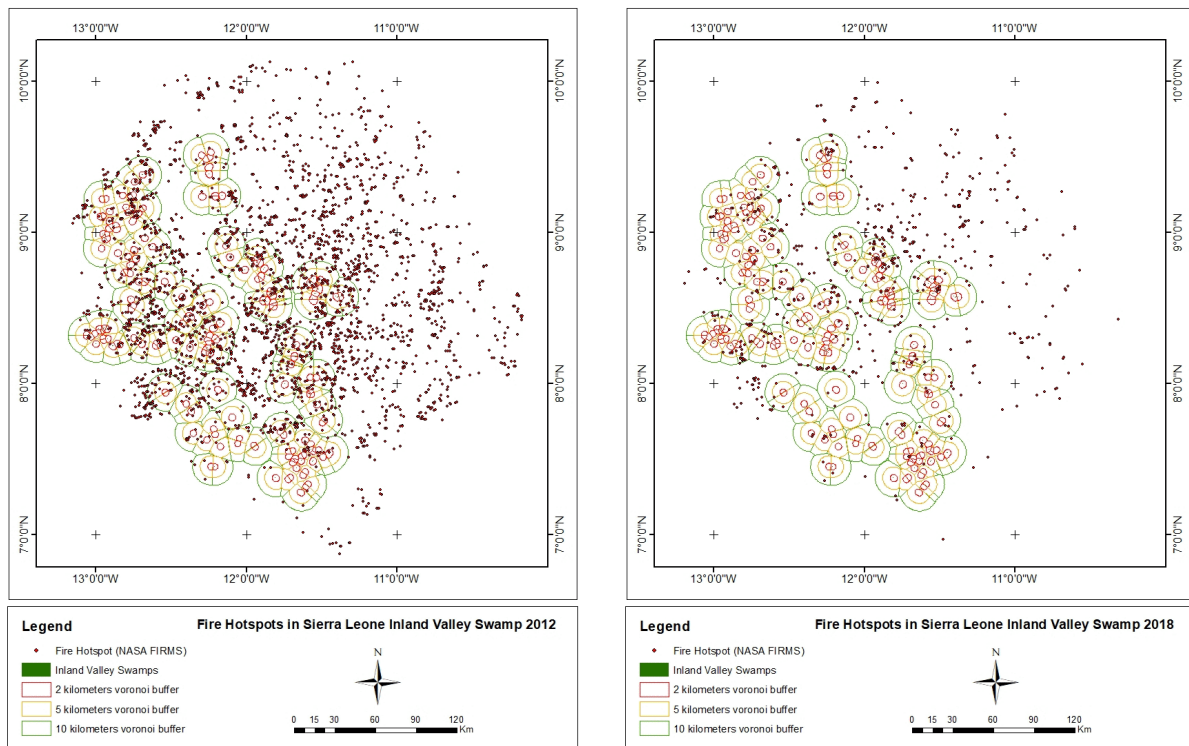 13°0'0"W 12°0'0"W 11°0'0"W
10°0'0"N 10°0'0"N
9°0'0"N 9°0'0"N
8°0'0"N 8°0'0"N
7°0'0"N 7°0'0"N
13°0'0"W 12°0'0"W 11°0'0"W
Legend
Fire Hotspots in Sierra Leone Inland Valley Swamp 2012
Fire Hotspot (NASA FIRMS)
Inland Valley Swamps
2 kilometers voronoi buffer
5 kilometers voronoi buffer
10 kilometers voronoi buffer
N
0 15 30 60 90 120
Km
13°0'0"W 12°0'0"W 11°0'0"W
10°0'0"N 10°0'0"N
9°0'0"N 9°0'0"N
8°0'0"N 8°0'0"N
7°0'0"N 7°0'0"N
13°0'0"W 12°0'0"W 11°0'0"W
Legend
Fire Hotspots in Sierra Leone Inland Valley Swamp 2018
Fire Hotspot (NASA FIRMS)
Inland Valley Swamps
2 kilometers voronoi buffer
5 kilometers voronoi buffer
10 kilometers voronoi buffer
N
0 15 30 60 90 120
Km